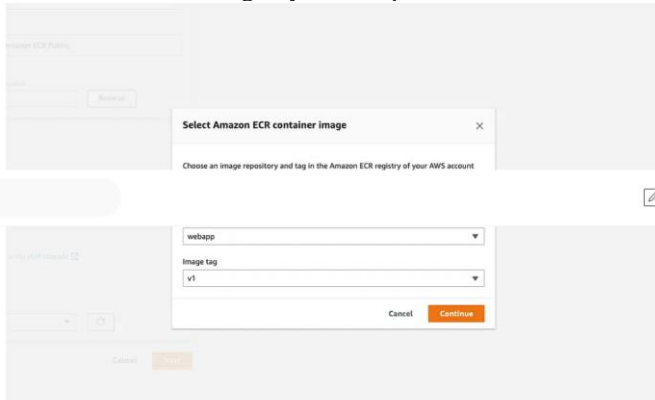 Amazon ECR Public
Browse
Select Amazon ECR container image
Choose an image repository and tag in the Amazon ECR registry of your AWS account
webapp
Image tag
v1
Cancel Continue
Cancel